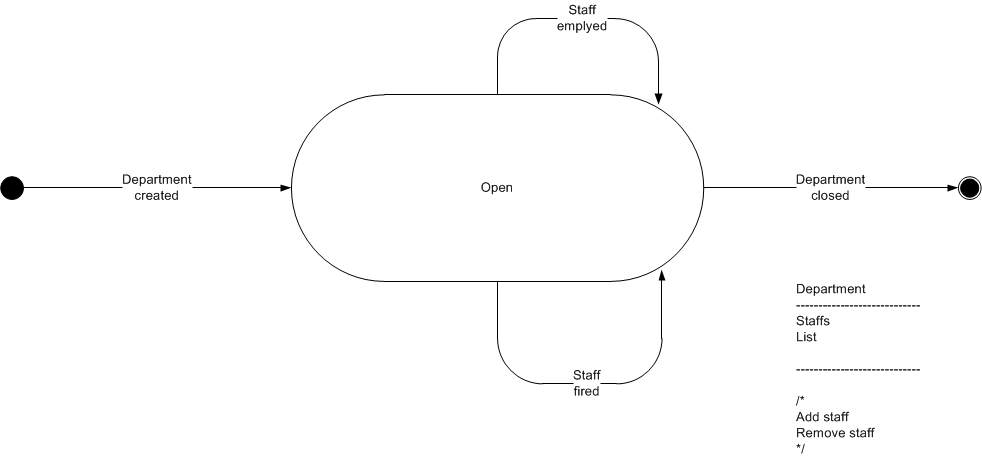 Staff
emplyed
Department
created
Open
Department
closed
Department
----------------------------
Staffs
List
----------------------------
Staff
fired
/*
Add staff
Remove staff
*/